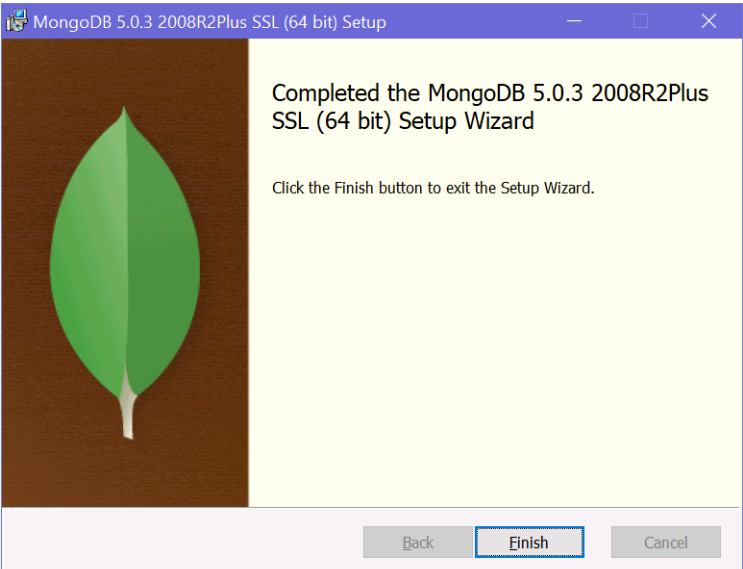 MongoDB 5.0.3 2008R2Plus SSL (64 bit) Setup
Completed the MongoDB 5.0.3 2008R2Plus
SSL (64 bit) Setup Wizard
Click the Finish button to exit the Setup Wizard.
Back
Finish
Cancel